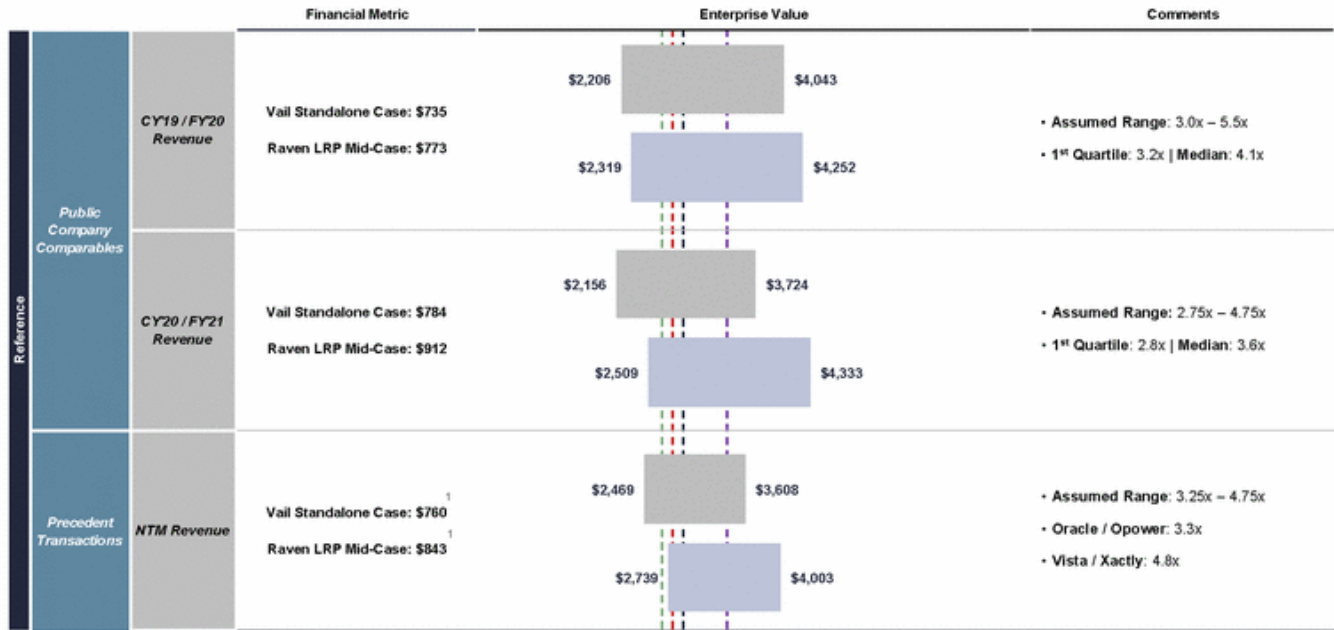 Financial Metric
Enterprise Value
Comments
Reference
Public
Company
Comparables
CY'19 / FY'20
Revenue
Vail Standalone Case: $735
Raven LRP Mid-Case: $773
$2,206
$4,043
$2,319
$4,252
• Assumed Range: 3.0x – 5.5x
• 1st Quartile: 3.2x | Median: 4.1x
CY'20 / FY'21
Revenue
Vail Standalone Case: $784
Raven LRP Mid-Case: $912
$2,156
$3,724
$2,509
$4,333
• Assumed Range: 2.75x – 4.75x
• 1st Quartile: 2.8x | Median: 3.6x
Precedent
Transactions
NTM Revenue
Vail Standalone Case: $760 1
Raven LRP Mid-Case: $843 1
$2,469
$3,608
$2,739
$4,003
• Assumed Range: 3.25x – 4.75x
• Oracle / Opower: 3.3x
• Vista / Xactly: 4.8x